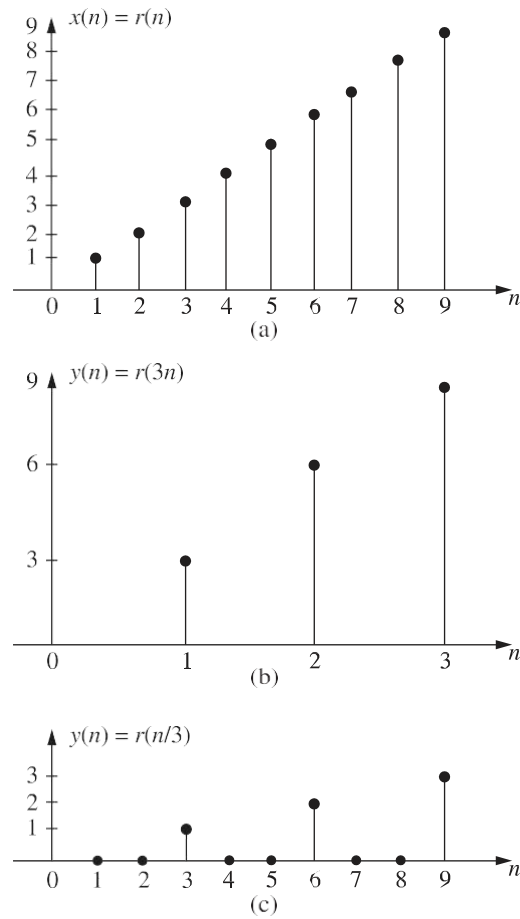 9 x(n) = r(n)
8
7
6
5
4
3
2
1
0 1 2 3 4 5 6 7 8 9 n
(a)
9 y(n) = r(3n)
6
3
0 1 2 3 n
(b)
y(n) = r(n/3)
3
2
1
0 1 2 3 4 5 6 7 8 9 n
(c)